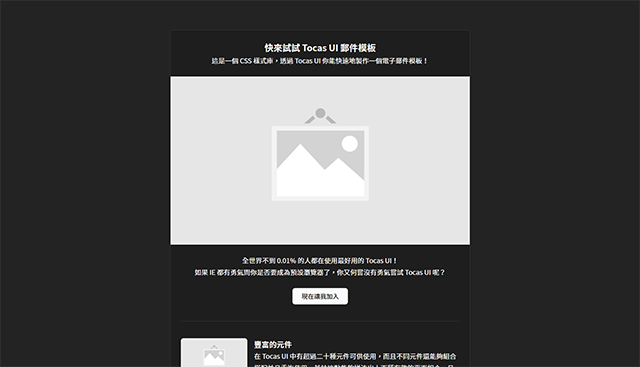 快來試試 Tocas UI 郵件模板
這是一個 CSS 樣式庫，透過 Tocas UI 你能快速地製作一個電子郵件模板！
全世界不到 0.01% 的人都在使用最好用的 Tocas UI！
如果 IE 都有勇氣問你是否要成為預設瀏覽器了，你又何嘗沒有勇氣嘗試 Tocas UI 呢？
現在讓我加入
豐富的元件
在 Tocas UI 中有超過二十種元件可供使用，而且不同元件還能夠組合